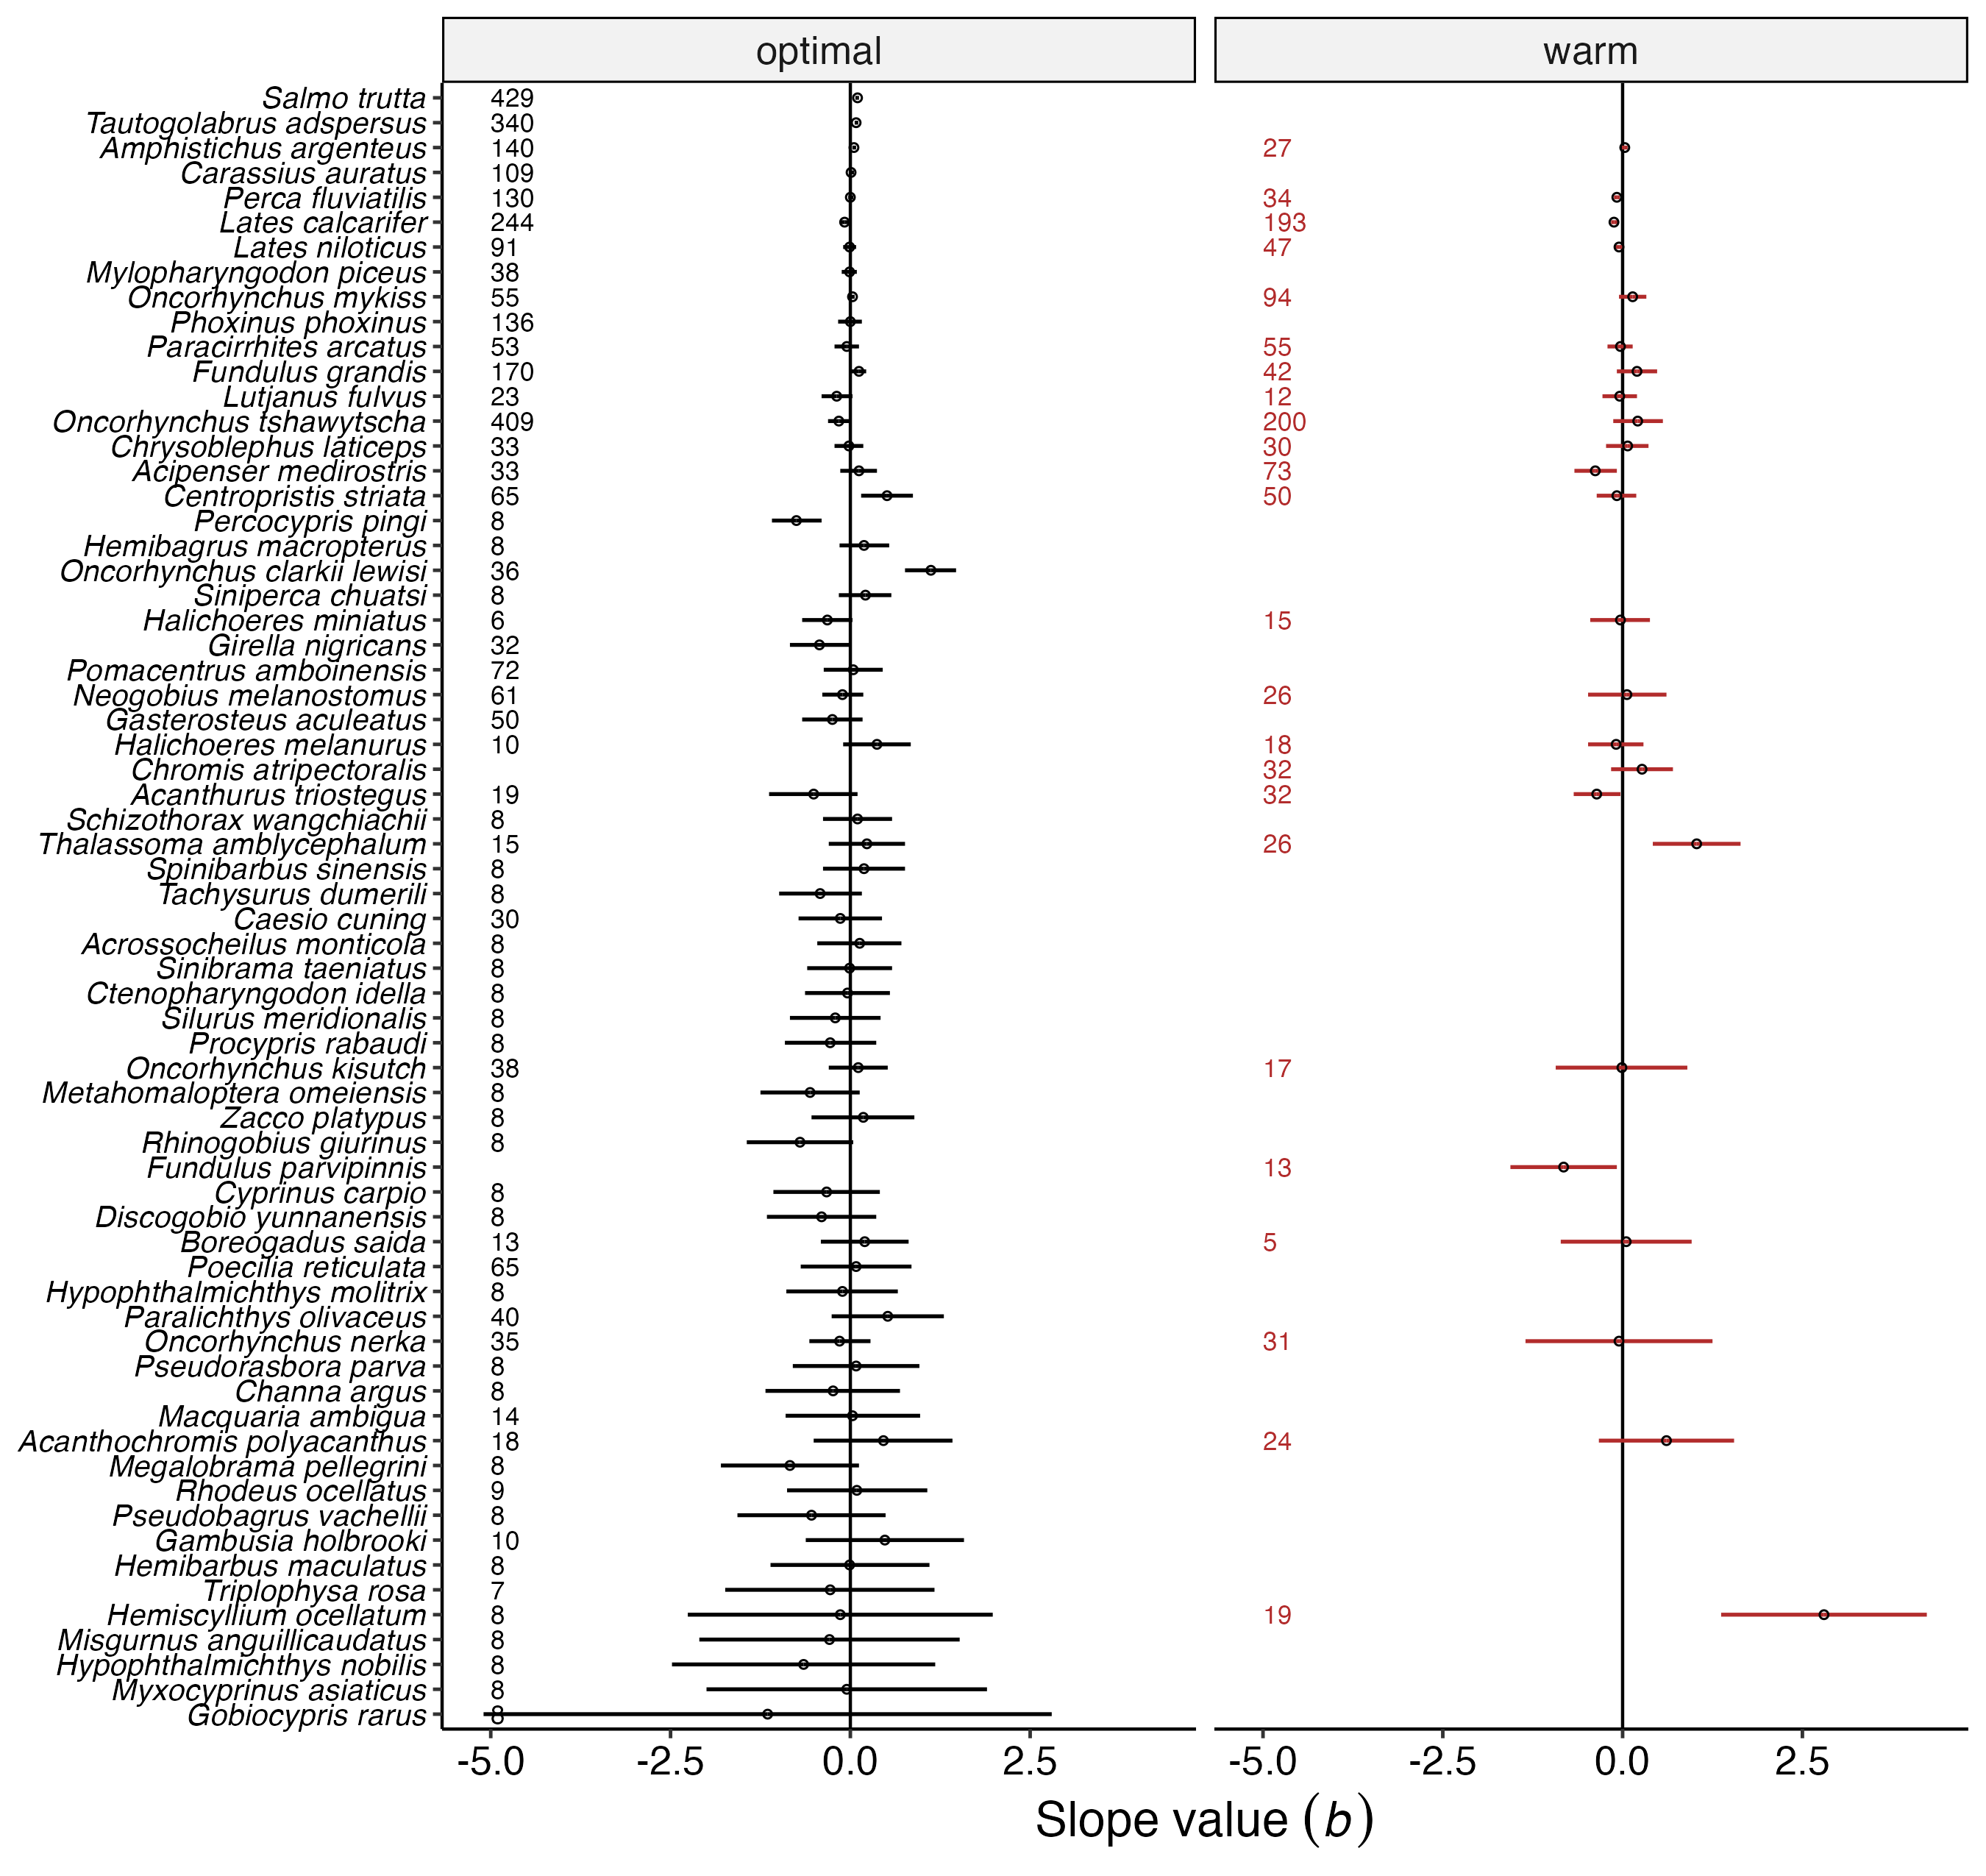 optimal warm
Salmo trutta 429
Tautogolabrus adspersus 340
Amphistichus argenteus 140 27
Carassius auratus 109
Perca fluviatilis 130 34
Lates calcarifer 244 193
Lates niloticus 91 47
Mylopharyngodon piceus 38
Oncorhynchus mykiss 55 94
Phoxinus phoxinus 136
Paracirrhites arcatus 53 55
Fundulus grandis 170 42
Lutjanus fulvus 23 12
Oncorhynchus tshawytscha 409 200
Chrysoblephus laticeps 33 30
Acipenser medirostris 33 73
Centropristis striata 65 50
Percocypris pingi 8
Hemibagrus macropterus 8
Oncorhynchus clarkii lewisi 36
Siniperca chuatsi 8
Halichoeres miniatus 6 15
Girella nigricans 32
Pomacentrus amboinensis 72
Neogobius melanostomus 61 26
Gasterosteus aculeatus 50
Halichoeres melanurus 10 18
Chromis atripectoralis 32
Acanthurus triostegus 19 32
Schizothorax wangchiachii 8
Thalassoma amblycephalum 15 26
Spinibarbus sinensis 8
Tachysurus dumerili 8
Caesio cuning 30
Acrossocheilus monticola 8
Sinibrama taeniatus 8
Ctenopharyngodon idella 8
Silurus meridionalis 8
Procypris rabaudi 8
Oncorhynchus kisutch 38 17
Metahomaloptera omeiensis 8
Zacco platypus 8
Rhinogobius giurinus 8
Fundulus parvipinnis 13
Cyprinus carpio 8
Discogobio yunnanensis 8
Boreogadus saida 13 5
Poecilia reticulata 65
Hypophthalmichthys molitrix 8
Paralichthys olivaceus 40
Oncorhynchus nerka 35 31
Pseudorasbora parva 8
Channa argus 8
Macquaria ambigua 14
Acanthochromis polyacanthus 18 24
Megalobrama pellegrini 8
Rhodeus ocellatus 9
Pseudobagrus vachellii 8
Gambusia holbrooki 10
Hemibarbus maculatus 8
Triplophysa rosa 7
Hemiscyllium ocellatum 8 19
Misgurnus anguillicaudatus 8
Hypophthalmichthys nobilis 8
Myxocyprinus asiaticus 8
Gobiocypris rarus 8
-5.0 -2.5 0.0 2.5 -5.0 -2.5 0.0 2.5
Slope value (b)